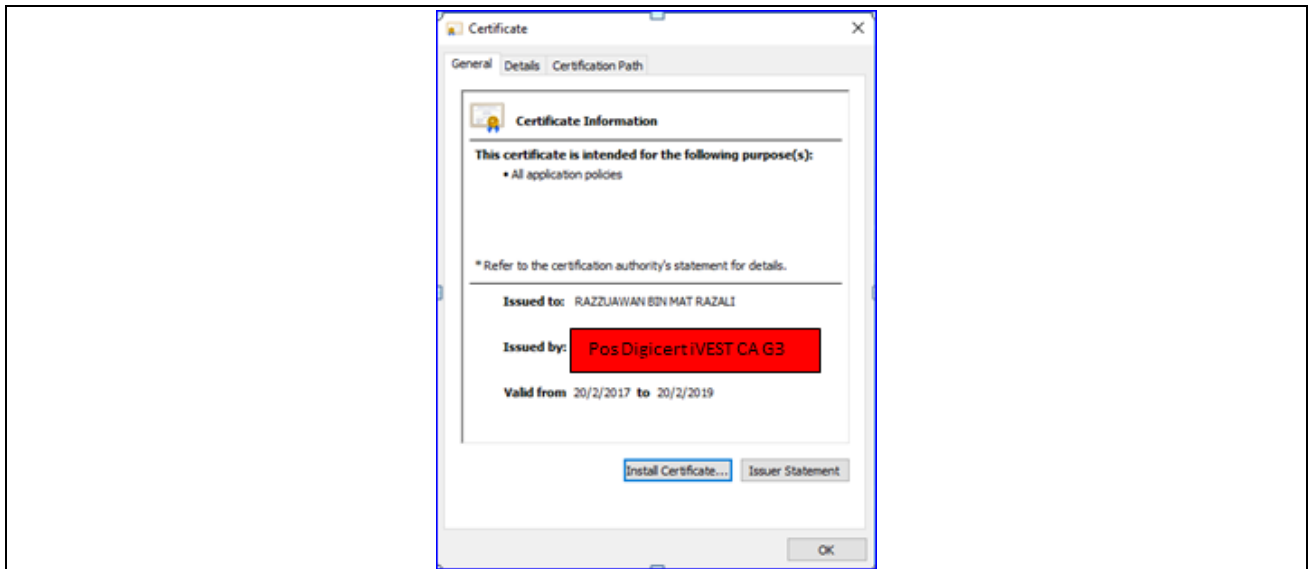 Certificate
General Details Certification Path
Certificate Information
This certificate is intended for the following purpose(s):
• All application policies
* Refer to the certification authority's statement for details.
Issued to: RAZZUAWAN BIN MAT RAZALI
Issued by: Pos Digicert iVEST CA G3
Valid from 20/2/2017 to 20/2/2019
Install Certificate... Issuer Statement
OK